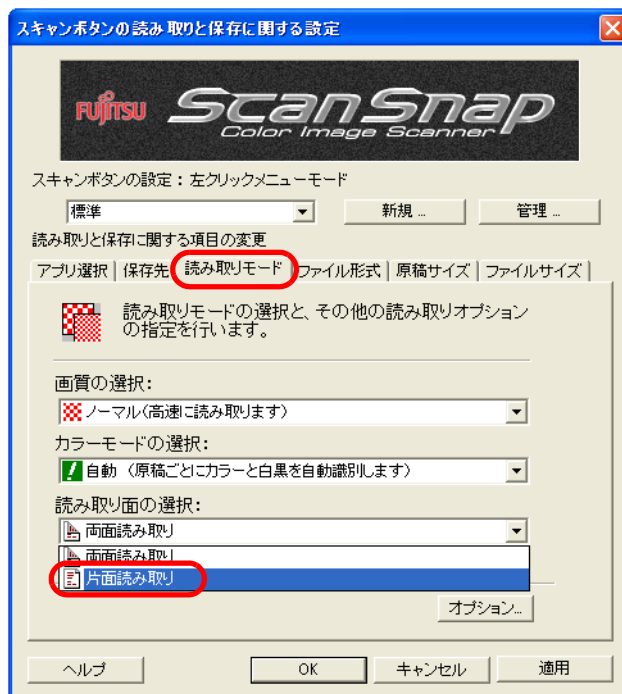 スキャンボタンの読み取りと保存に関する設定
FUJITSU ScanSnap
Color Image Scanner
スキャンボタンの設定：左クリックメニューモード
標準 新規 ... 管理 ...
読み取りと保存に関する項目の変更
アプリ選択 保存先 読み取りモード ファイル形式 原稿サイズ ファイルサイズ
読み取りモードの選択と、その他の読み取りオプション
の指定を行います。
画質の選択:
ノーマル(高速に読み取ります)
カラーモードの選択:
自動 （原稿ごとにカラーと白黒を自動識別します）
読み取り面の選択:
両面読み取り
両面読み取り
片面読み取り
オプション...
ヘルプ OK キャンセル 適用